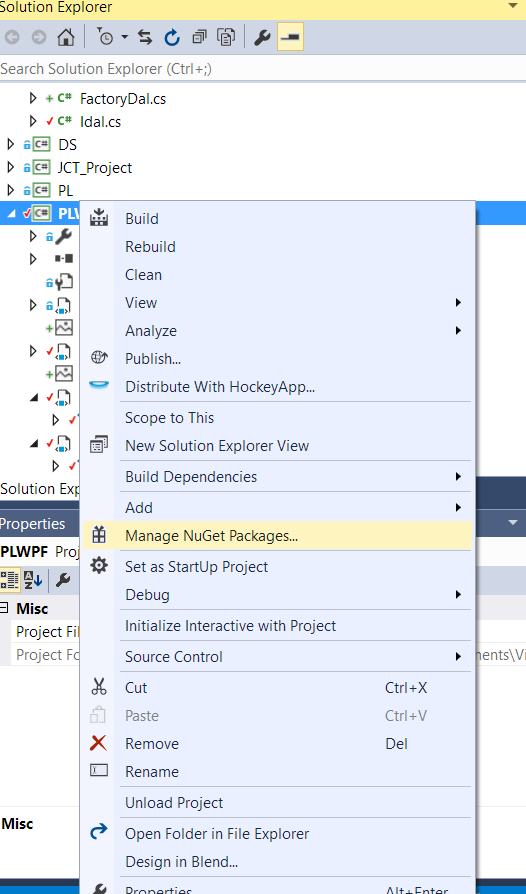 Solution Explorer
Search Solution Explorer (Ctrl+;)
C# FactoryDal.cs
C# Idal.cs
C# DS
C# JCT_Project
C# PL
C# PLW
Build
Rebuild
Clean
View
Analyze
Publish...
Distribute With HockeyApp...
Scope to This
New Solution Explorer View
Build Dependencies
Add
Manage NuGet Packages...
Set as StartUp Project
Debug
Initialize Interactive with Project
Source Control
Cut Ctrl+X
Paste Ctrl+V
Remove Del
Rename
Unload Project
Open Folder in File Explorer
Design in Blend...
Properties Alt+Enter
Solution Exp
Properties
PLWPF Proj
Misc
Project Fil
Project Fo ments\Vi
Misc